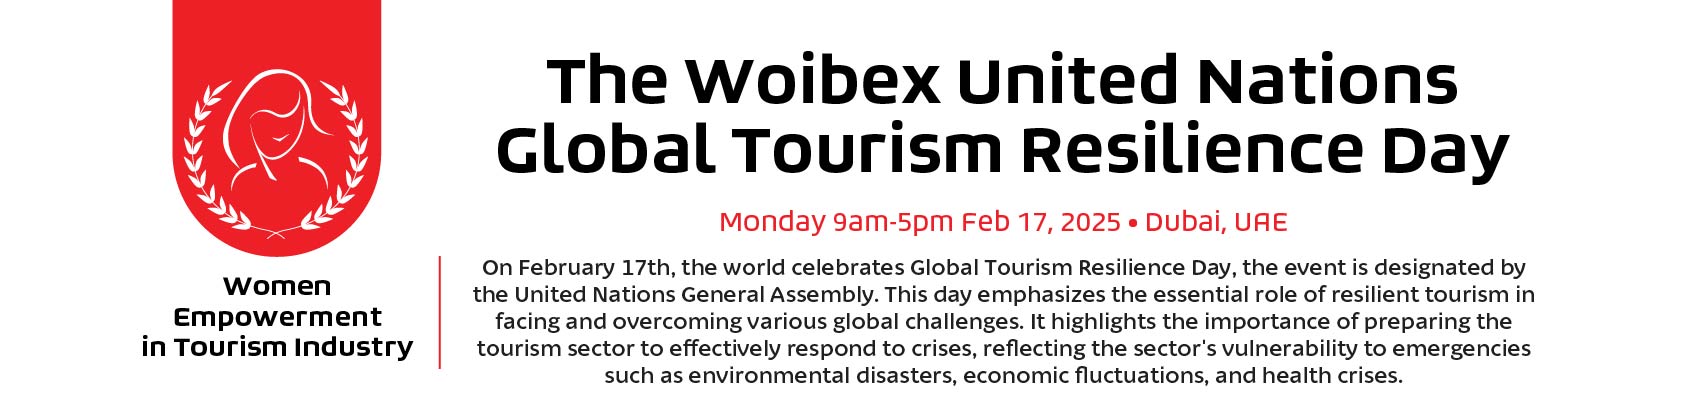 The Woibex United Nations
Global Tourism Resilience Day
Monday 9am-5pm Feb 17, 2025 • Dubai, UAE
Women
Empowerment
in Tourism Industry
On February 17th, the world celebrates Global Tourism Resilience Day, the event is designated by
the United Nations General Assembly. This day emphasizes the essential role of resilient tourism in
facing and overcoming various global challenges. It highlights the importance of preparing the
tourism sector to effectively respond to crises, reflecting the sector's vulnerability to emergencies
such as environmental disasters, economic fluctuations, and health crises.